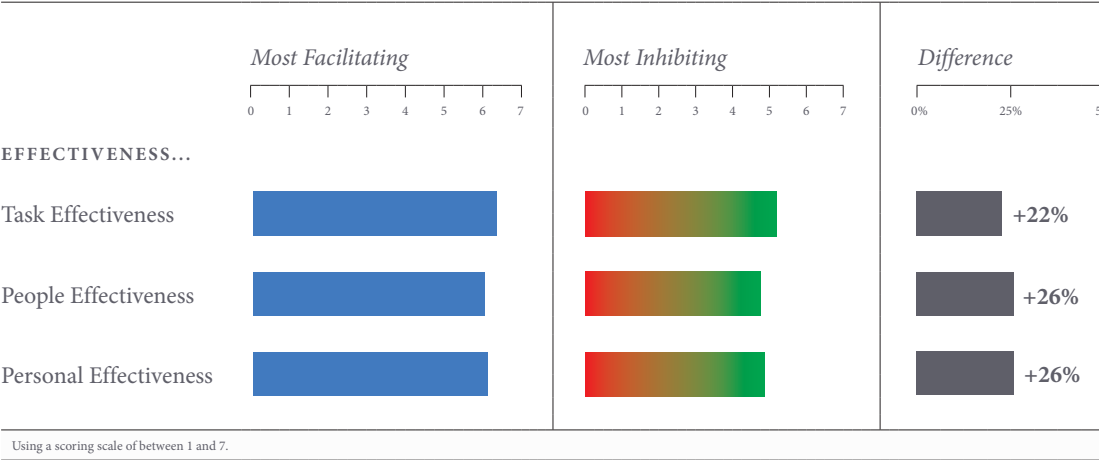 Most Facilitating Most Inhibiting Difference
0 1 2 3 4 5 6 7 0 1 2 3 4 5 6 7 0% 25%
EFFECTIVENESS...
Task Effectiveness +22%
People Effectiveness +26%
Personal Effectiveness +26%
Using a scoring scale of between 1 and 7.